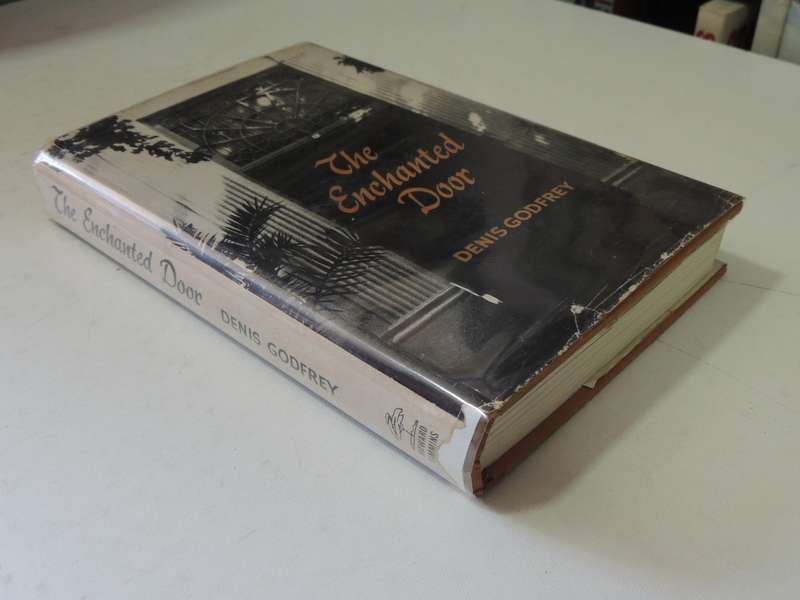 The
Enchanted
Door
DENIS GODFREY
The Enchanted Door DENIS GODFREY